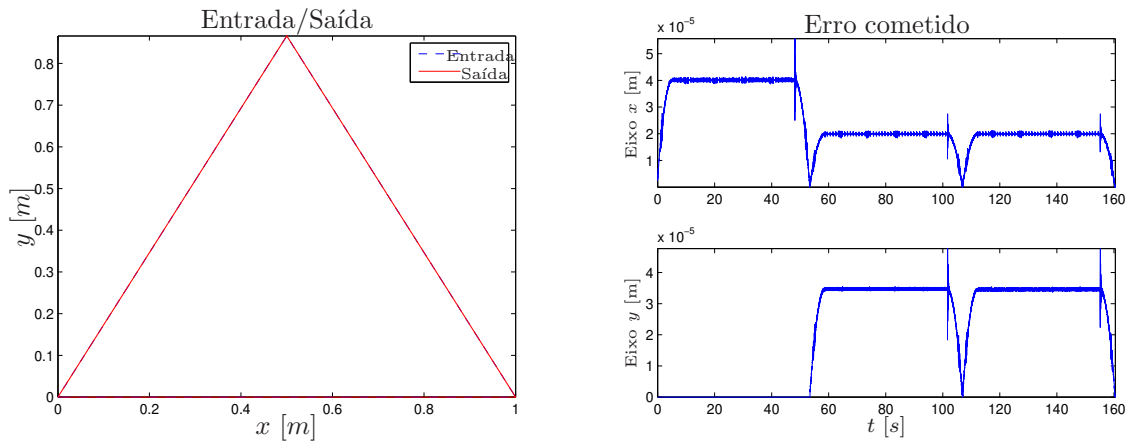 Entrada/Saída
Entrada
Saída
0.8
0.7
0.6
0.5
0.4
0.3
0.2
0.1
0
y [m]
0 0.2 0.4 0.6 0.8 1
x [m]
Erro cometido
x 10⁻⁵
5
4
3
2
1
Eixo x [m]
0 20 40 60 80 100 120 140 160
x 10⁻⁵
4
3
2
1
0
Eixo y [m]
0 20 40 60 80 100 120 140 160
t [s]